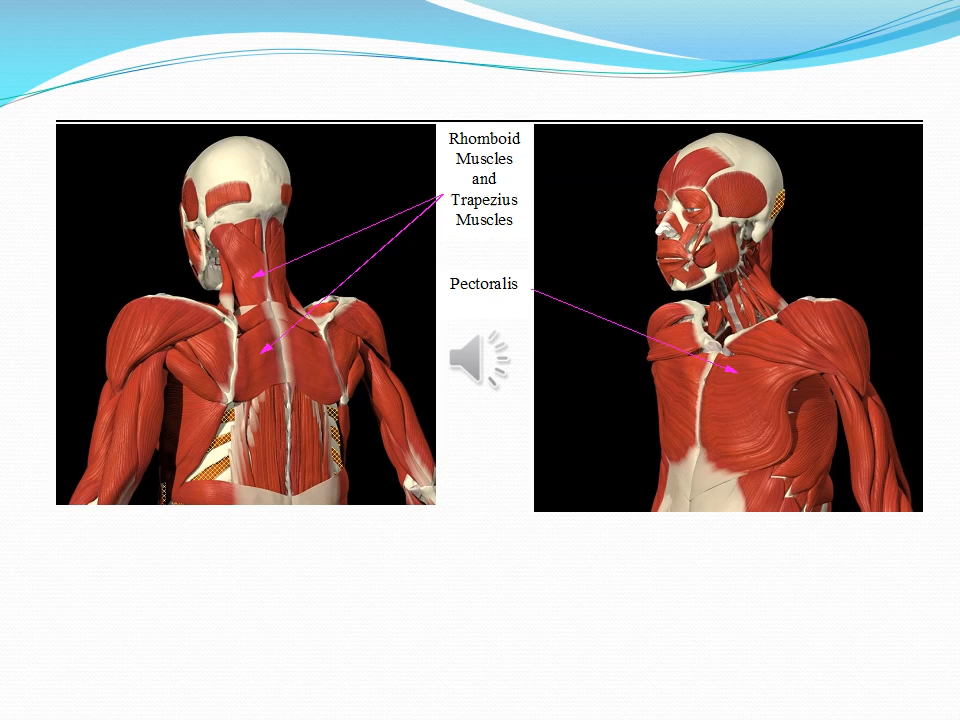 Rhomboid
Muscles
and
Trapezius
Muscles
Pectoralis